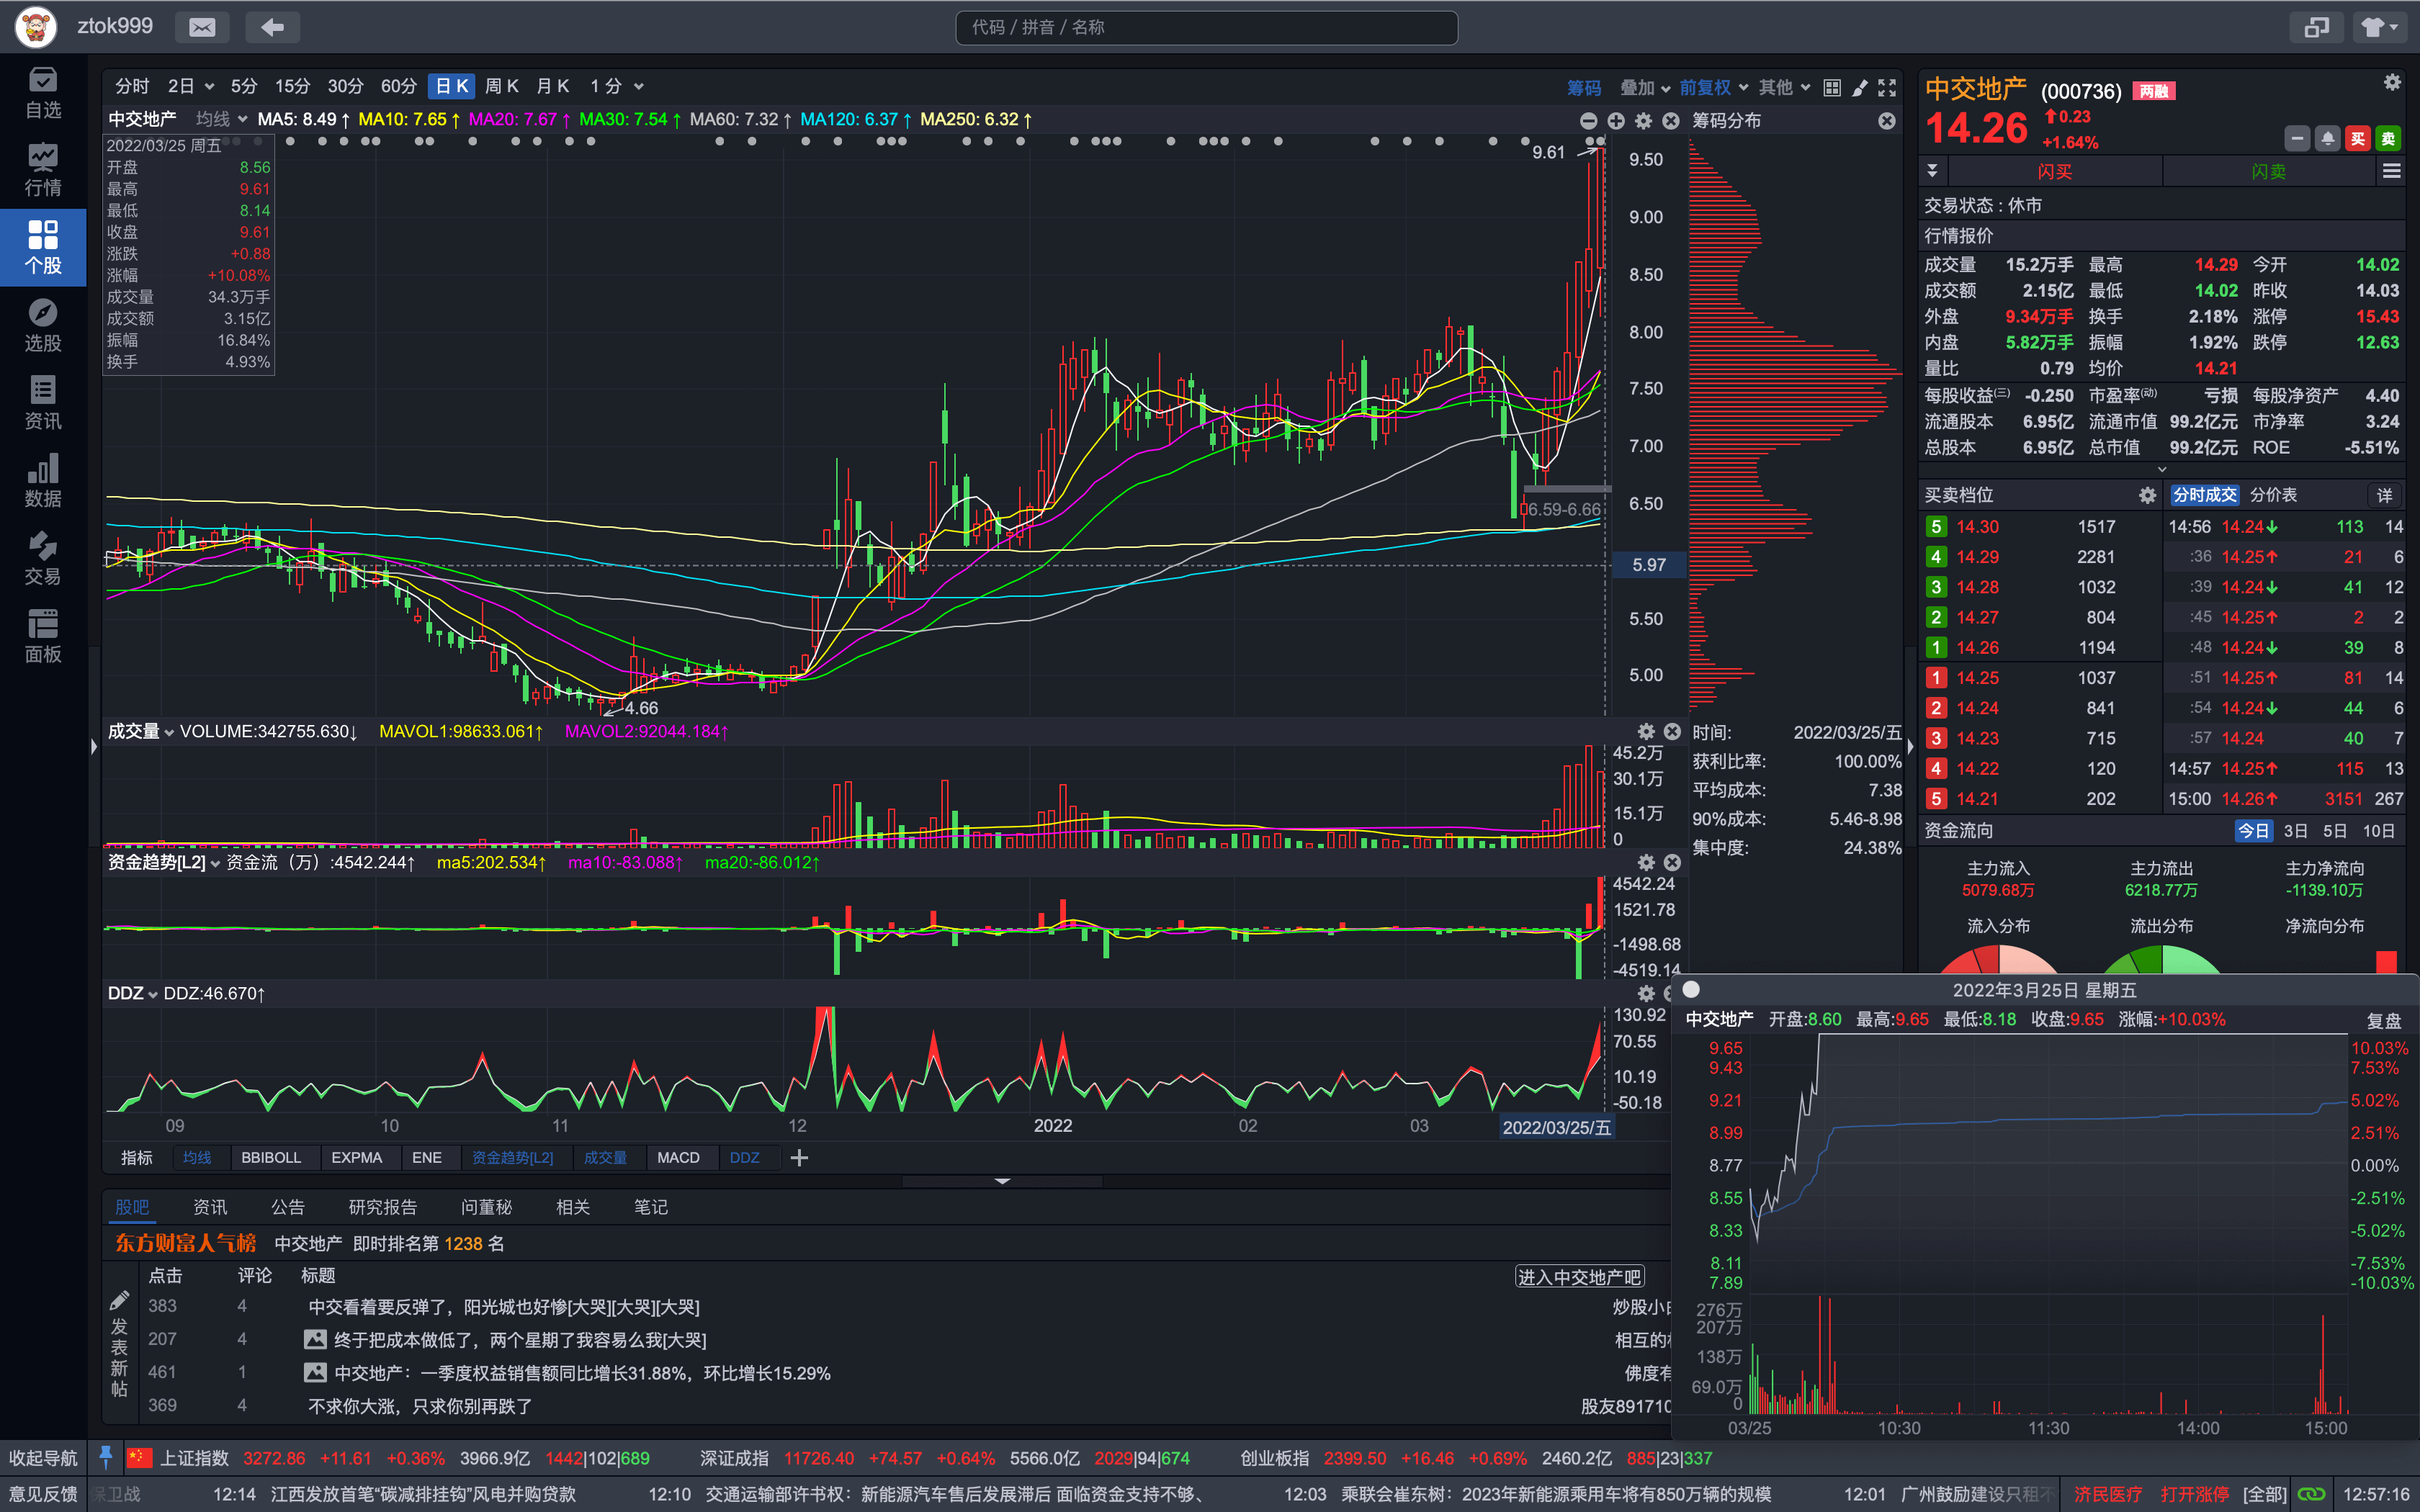 ztok999
代码 / 拼音 / 名称
自选
行情
个股
选股
资讯
数据
交易
面板
收起导航
意见反馈
分时 2日 5分 15分 30分 60分 日K 周K 月K 1分
筹码 叠加 前复权 其他
中交地产 均线 MA5: 8.49↑ MA10: 7.65↑ MA20: 7.67↑ MA30: 7.54↑ MA60: 7.32↑ MA120: 6.37↑ MA250: 6.32↑
筹码分布
2022/03/25 周五
开盘 8.56
最高 9.61
最低 8.14
收盘 9.61
涨跌 +0.88
涨幅 +10.08%
成交量 34.3万手
成交额 3.15亿
振幅 16.84%
换手 4.93%
9.61
6.59-6.66
4.66
9.50
9.00
8.50
8.00
7.50
7.00
6.50
5.97
5.50
5.00
成交量 VOLUME:342755.630↓ MAVOL1:98633.061↑ MAVOL2:92044.184↑
45.2万
30.1万
15.1万
0
资金趋势[L2] 资金流（万）:4542.244↑ ma5:202.534↑ ma10:-83.088↑ ma20:-86.012↑
4542.24
1521.78
-1498.68
-4519.14
DDZ DDZ:46.670↑
130.92
70.55
10.19
-50.18
09 10 11 12 2022 02 03 2022/03/25/五
时间: 2022/03/25/五
获利比率: 100.00%
平均成本: 7.38
90%成本: 5.46-8.98
集中度: 24.38%
指标 均线 BBIBOLL EXPMA ENE 资金趋势[L2] 成交量 MACD DDZ
股吧 资讯 公告 研究报告 问董秘 相关 笔记
东方财富人气榜 中交地产 即时排名第 1238 名
点击 评论 标题
进入中交地产吧
383 4 中交看着要反弹了，阳光城也好惨[大哭][大哭][大哭] 炒股小
207 4 终于把成本做低了，两个星期了我容易么我[大哭] 相互的
461 1 中交地产：一季度权益销售额同比增长31.88%，环比增长15.29% 佛度有
369 4 不求你大涨，只求你别再跌了 股友891710
发表新帖
中交地产 (000736) 两融
14.26 0.23
+1.64%
买 卖
闪买 闪卖
交易状态：休市
行情报价
成交量 15.2万手 最高 14.29 今开 14.02
成交额 2.15亿 最低 14.02 昨收 14.03
外盘 9.34万手 换手 2.18% 涨停 15.43
内盘 5.82万手 振幅 1.92% 跌停 12.63
量比 0.79 均价 14.21
每股收益(三) -0.250 市盈率(动) 亏损 每股净资产 4.40
流通股本 6.95亿 流通市值 99.2亿元 市净率 3.24
总股本 6.95亿 总市值 99.2亿元 ROE -5.51%
买卖档位
分时成交 分价表 详
5 14.30 1517
4 14.29 2281
3 14.28 1032
2 14.27 804
1 14.26 1194
1 14.25 1037
2 14.24 841
3 14.23 715
4 14.22 120
5 14.21 202
14:56 14.24↓ 113 14
:36 14.25↑ 21 6
:39 14.24↓ 41 12
:45 14.25↑ 2 2
:48 14.24↓ 39 8
:51 14.25↑ 81 14
:54 14.24↓ 44 6
:57 14.24 40 7
14:57 14.25↑ 115 13
15:00 14.26↑ 3151 267
资金流向 今日 3日 5日 10日
主力流入 主力流出 主力净流向
5079.68万 6218.77万 -1139.10万
流入分布 流出分布 净流向分布
2022年3月25日 星期五
中交地产 开盘:8.60 最高:9.65 最低:8.18 收盘:9.65 涨幅:+10.03% 复盘
9.65 10.03%
9.43 7.53%
9.21 5.02%
8.99 2.51%
8.77 0.00%
8.55 -2.51%
8.33 -5.02%
8.11 -7.53%
7.89 -10.03%
276万
207万
138万
69.0万
0
03/25 10:30 11:30 14:00 15:00
上证指数 3272.86 +11.61 +0.36% 3966.9亿 1442|102|689 深证成指 11726.40 +74.57 +0.64% 5566.0亿 2029|94|674 创业板指 2399.50 +16.46 +0.69% 2460.2亿 885|23|337
保卫战 12:14 江西发放首笔“碳减排挂钩”风电并购贷款 12:10 交通运输部许书权：新能源汽车售后发展滞后 面临资金支持不够、 12:03 乘联会崔东树：2023年新能源乘用车将有850万辆的规模 12:01 广州鼓励建设只租不 济民医疗 打开涨停 [全部] 12:57:16